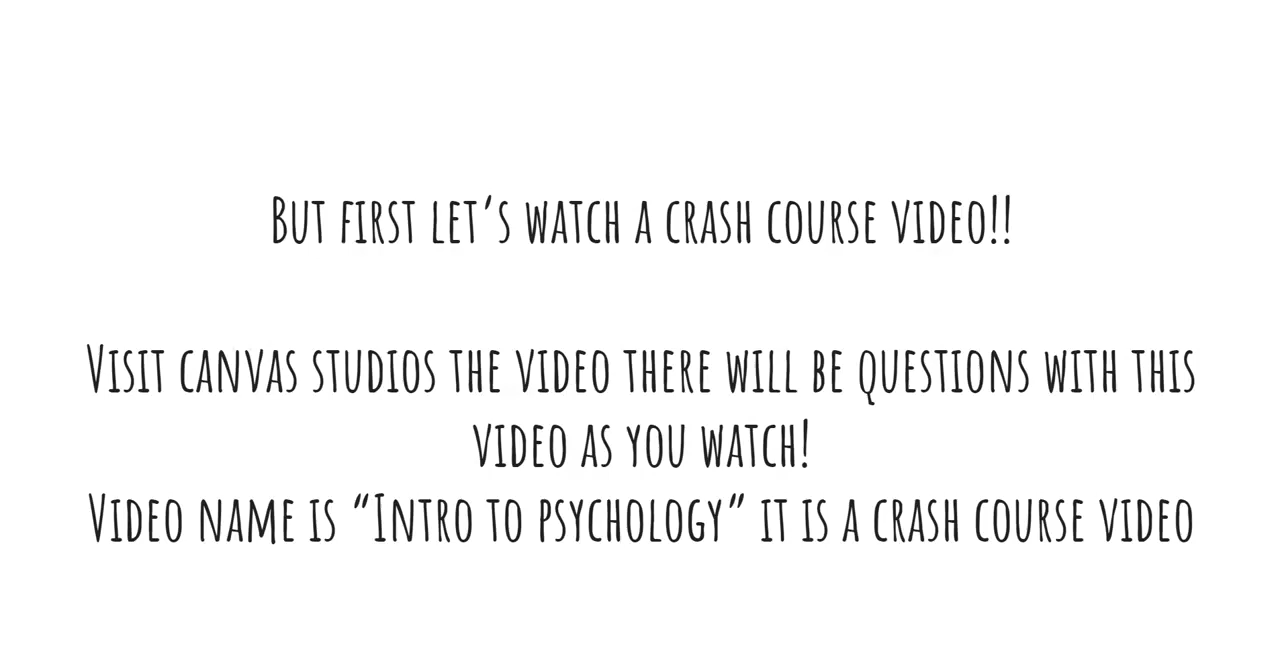 But first let's watch a crash course video!!
Visit canvas studios the video there will be questions with this
video as you watch!
Video name is “Intro to psychology” it is a crash course video